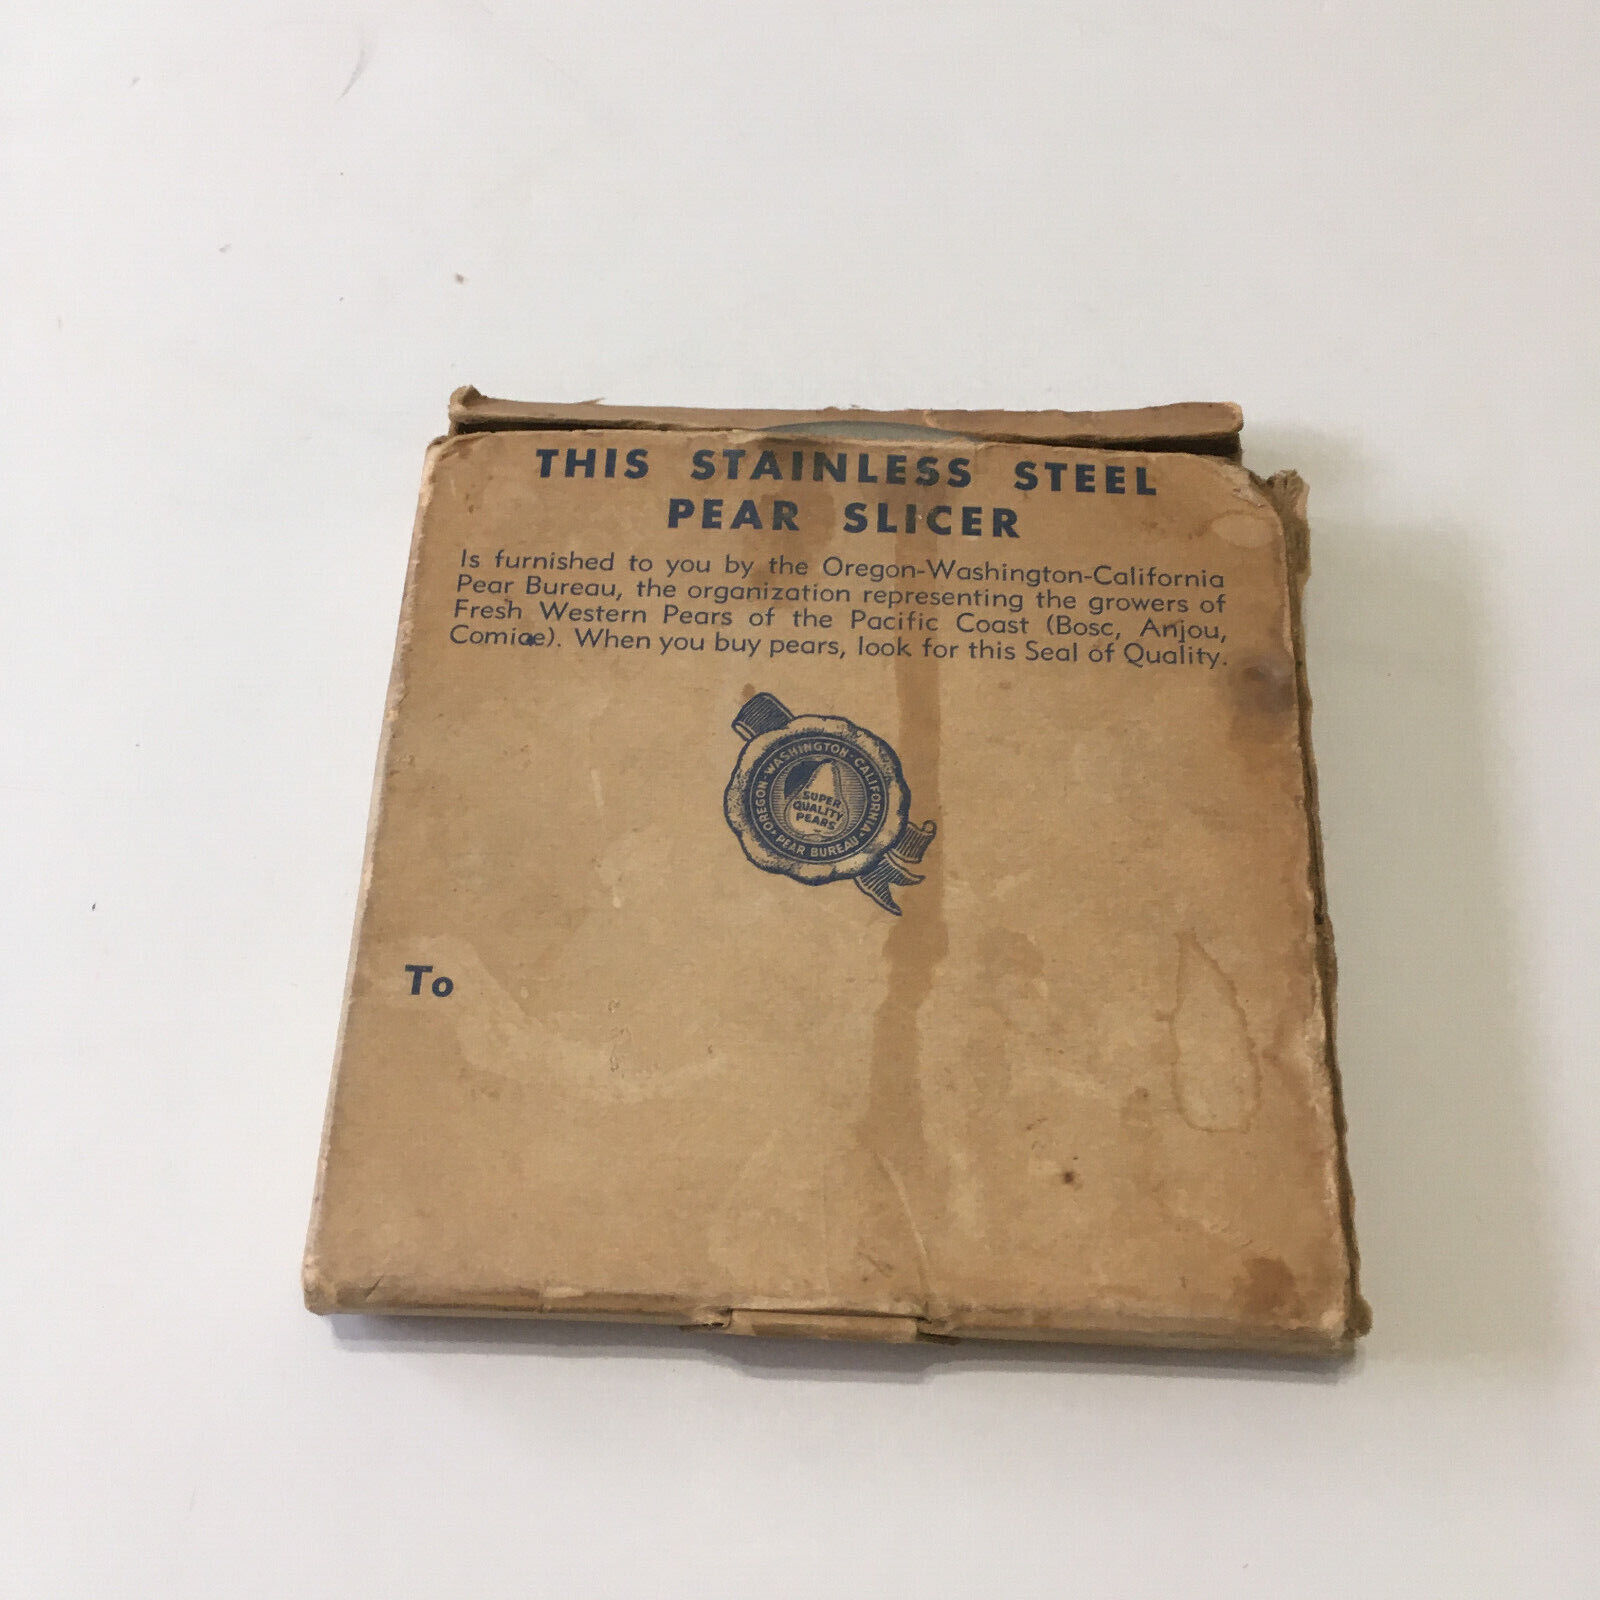 THIS STAINLESS STEEL
PEAR SLICER
Is furnished to you by the Oregon-Washington-California
Pear Bureau, the organization representing the growers of
Fresh Western Pears of the Pacific Coast (Bosc, Anjou,
Comice). When you buy pears, look for this Seal of Quality.
OREGON · WASHINGTON · CALIFORNIA
SUPER
QUALITY
PEARS
· PEAR BUREAU ·
To